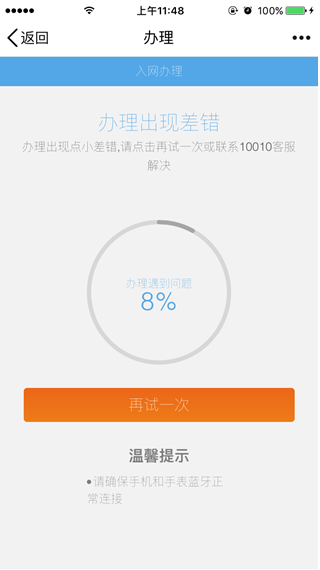 上午11:48
100%
返回
办理
入网办理
办理出现差错
办理出现点小差错,请点击再试一次或联系10010客服
解决
办理遇到问题
8%
再试一次
温馨提示
请确保手机和手表蓝牙正
常连接